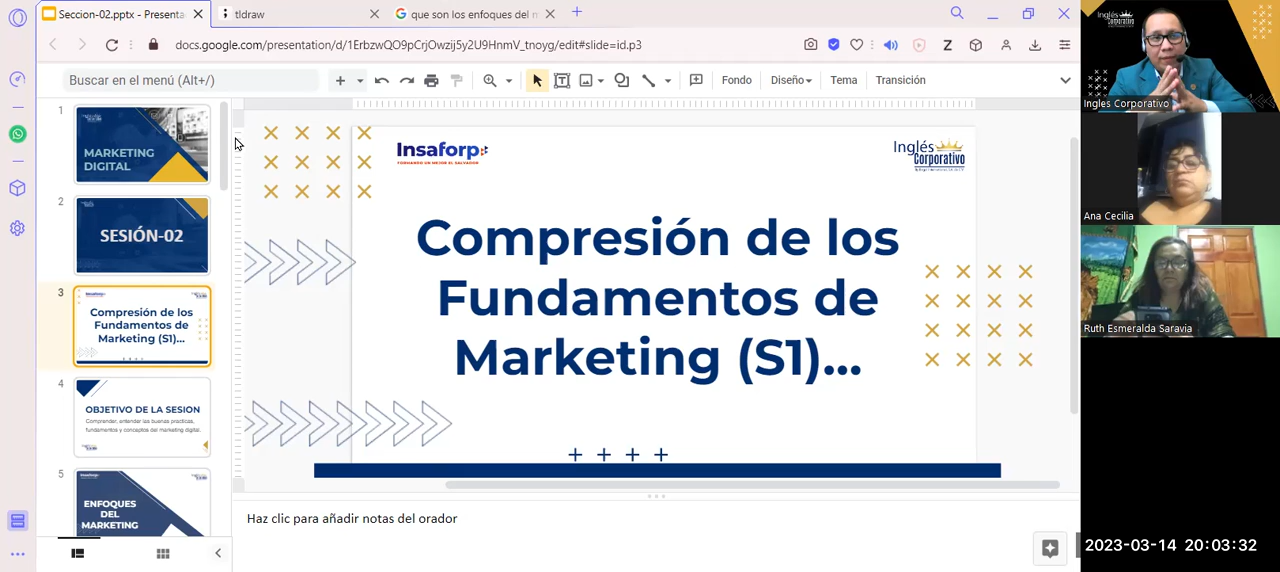 Seccion-02.pptx - Presenta
tldraw
que son los enfoques del m
docs.google.com/presentation/d/1ErbzwQO9pCrjOwzij5y2U9HnmV_tnoyg/edit#slide=id.p3
Buscar en el menú (Alt+/)
Fondo
Diseño
Tema
Transición
1
MARKETING
DIGITAL
2
SESIÓN-02
3
Compresión de los
Fundamentos de
Marketing (S1)...
4
OBJETIVO DE LA SESION
Comprender, entender las buenas practicas,
fundamentos y conceptos del marketing digital.
5
Insaforp
ENFOQUES
DEL
MARKETING
Insaforp
FORMANDO UN MEJOR EL SALVADOR
Inglés
Corporativo
Compresión de los
Fundamentos de
Marketing (S1)...
Haz clic para añadir notas del orador
Inglés
Corporativo
Ingles Corporativo
Ana Cecilia
Ruth Esmeralda Saravia
2023-03-14 20:03:32